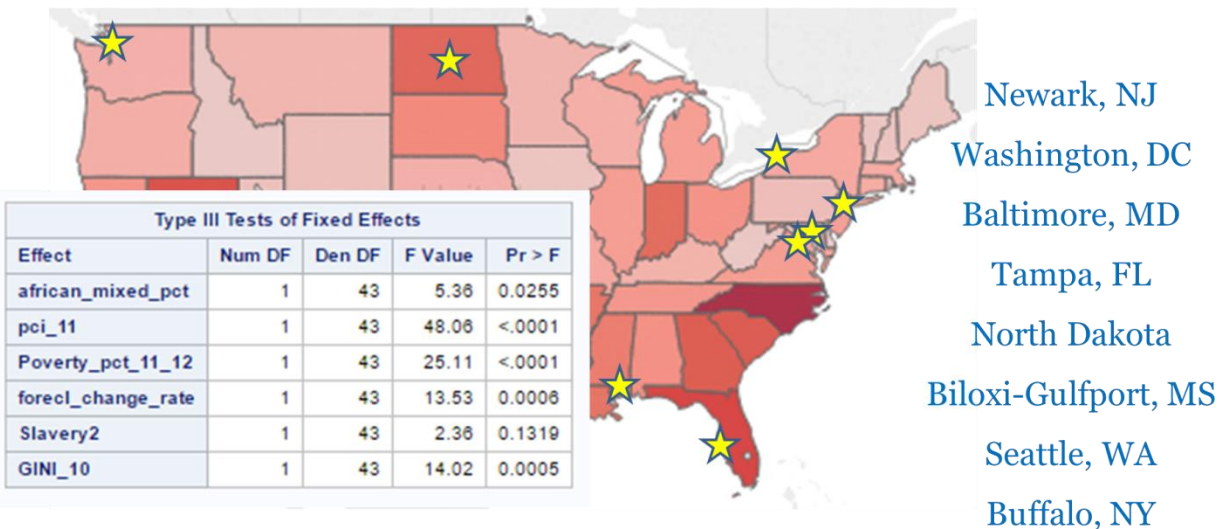 Type III Tests of Fixed Effects
Effect Num DF Den DF F Value Pr > F
african_mixed_pct 1 43 5.36 0.0255
pci_11 1 43 48.06 <.0001
Poverty_pct_11_12 1 43 25.11 <.0001
forecl_change_rate 1 43 13.53 0.0006
Slavery2 1 43 2.36 0.1319
GINI_10 1 43 14.02 0.0005
Newark, NJ
Washington, DC
Baltimore, MD
Tampa, FL
North Dakota
Biloxi-Gulfport, MS
Seattle, WA
Buffalo, NY